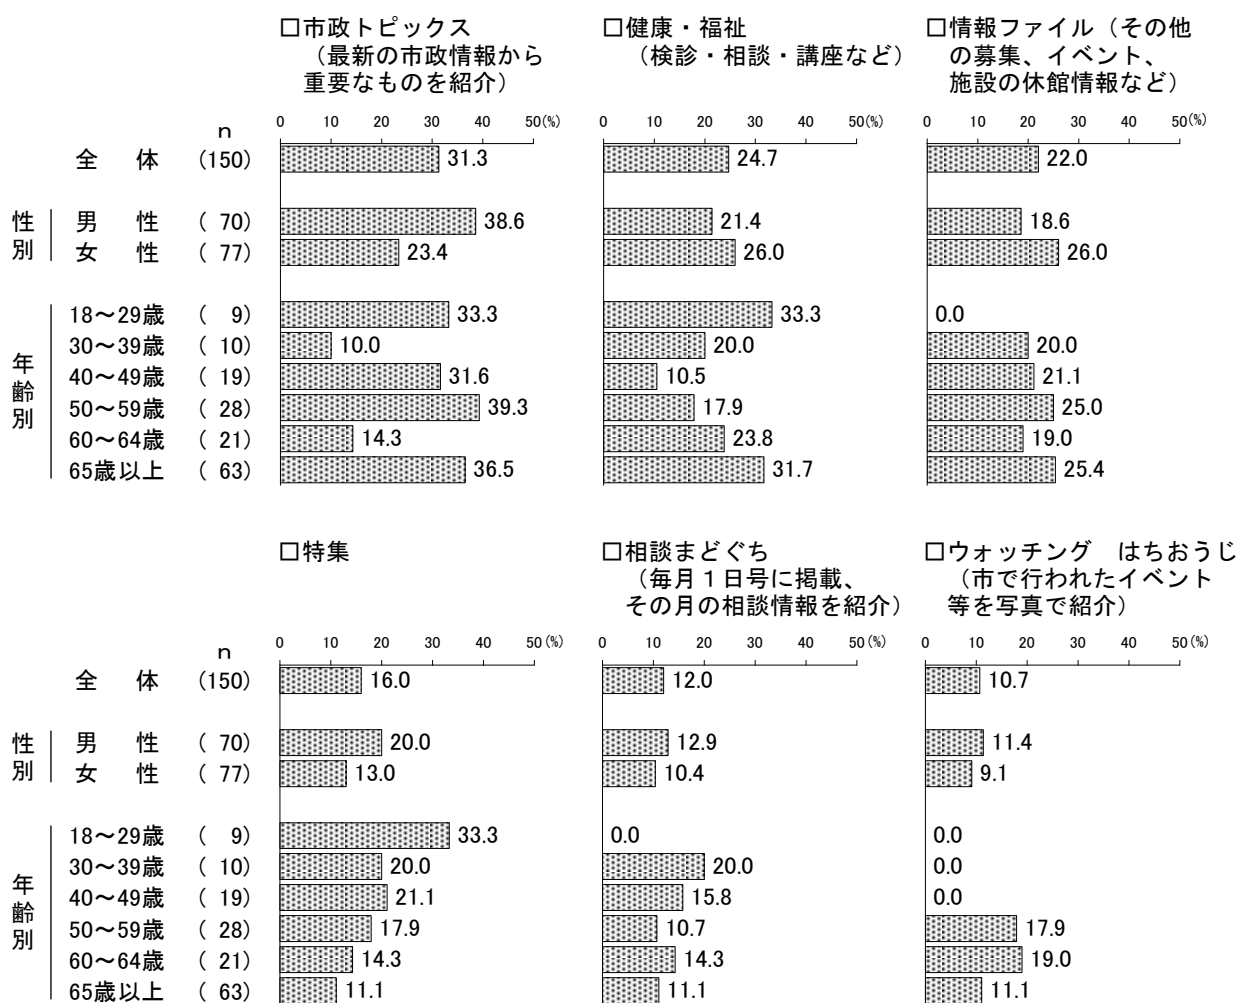 □市政トピックス
（最新の市政情報から
重要なものを紹介）
□健康・福祉
（検診・相談・講座など）
□情報ファイル（その他
の募集、イベント、
施設の休館情報など）
n
0 10 20 30 40 50(%)
0 10 20 30 40 50(%)
0 10 20 30 40 50(%)
全　体 (150) 31.3 24.7 22.0
性別
男　性 ( 70) 38.6 21.4 18.6
女　性 ( 77) 23.4 26.0 26.0
年齢別
18～29歳 ( 9) 33.3 33.3 0.0
30～39歳 ( 10) 10.0 20.0 20.0
40～49歳 ( 19) 31.6 10.5 21.1
50～59歳 ( 28) 39.3 17.9 25.0
60～64歳 ( 21) 14.3 23.8 19.0
65歳以上 ( 63) 36.5 31.7 25.4
□特集
□相談まどぐち
（毎月１日号に掲載、
その月の相談情報を紹介）
□ウォッチング　はちおうじ
（市で行われたイベント
等を写真で紹介）
n
0 10 20 30 40 50(%)
0 10 20 30 40 50(%)
0 10 20 30 40 50(%)
全　体 (150) 16.0 12.0 10.7
性別
男　性 ( 70) 20.0 12.9 11.4
女　性 ( 77) 13.0 10.4 9.1
年齢別
18～29歳 ( 9) 33.3 0.0 0.0
30～39歳 ( 10) 20.0 20.0 0.0
40～49歳 ( 19) 21.1 15.8 0.0
50～59歳 ( 28) 17.9 10.7 17.9
60～64歳 ( 21) 14.3 14.3 19.0
65歳以上 ( 63) 11.1 11.1 11.1